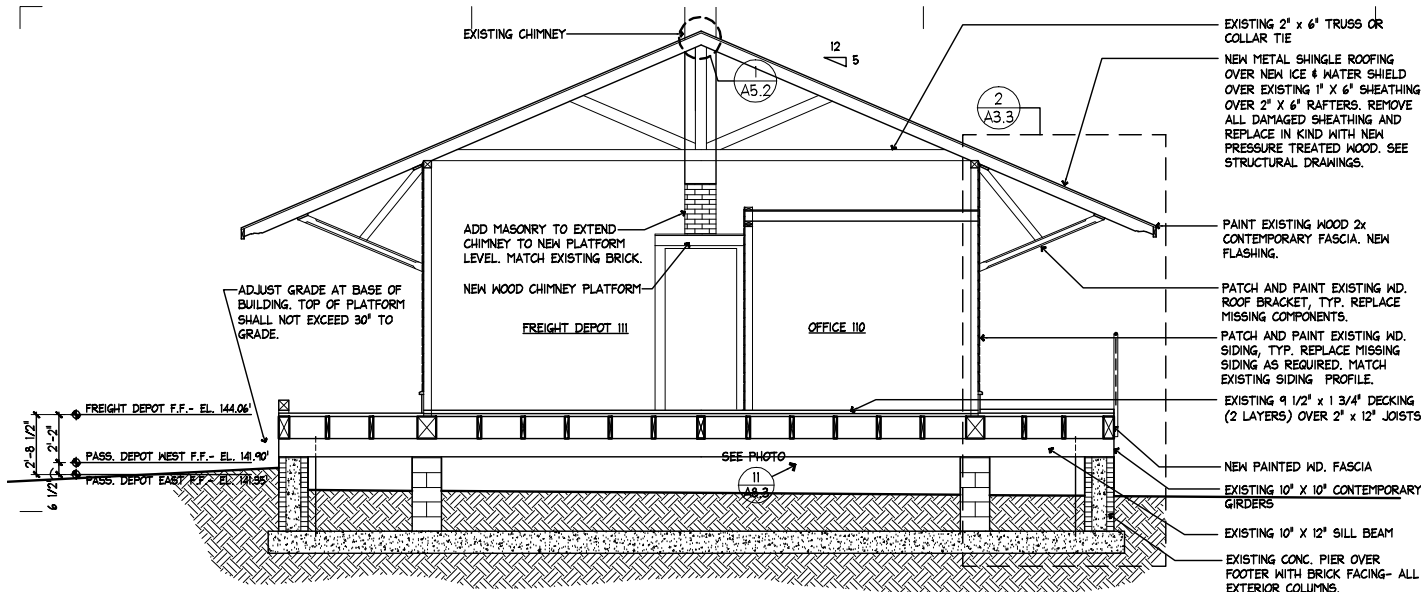 EXISTING CHIMNEY
12
5
1
A5.2
2
A3.3
EXISTING 2" x 6" TRUSS OR
COLLAR TIE
NEW METAL SHINGLE ROOFING
OVER NEW ICE & WATER SHIELD
OVER EXISTING 1" X 6" SHEATHING
OVER 2" X 6" RAFTERS. REMOVE
ALL DAMAGED SHEATHING AND
REPLACE IN KIND WITH NEW
PRESSURE TREATED WOOD. SEE
STRUCTURAL DRAWINGS.
ADD MASONRY TO EXTEND
CHIMNEY TO NEW PLATFORM
LEVEL. MATCH EXISTING BRICK.
NEW WOOD CHIMNEY PLATFORM
PAINT EXISTING WOOD 2x
CONTEMPORARY FASCIA. NEW
FLASHING.
ADJUST GRADE AT BASE OF
BUILDING. TOP OF PLATFORM
SHALL NOT EXCEED 30" TO
GRADE.
FREIGHT DEPOT 111
OFFICE 110
PATCH AND PAINT EXISTING WD.
ROOF BRACKET, TYP. REPLACE
MISSING COMPONENTS.
PATCH AND PAINT EXISTING WD.
SIDING, TYP. REPLACE MISSING
SIDING AS REQUIRED. MATCH
EXISTING SIDING PROFILE.
EXISTING 9 1/2" x 1 3/4" DECKING
(2 LAYERS) OVER 2" x 12" JOISTS
FREIGHT DEPOT F.F.- EL. 144.06'
2'-8 1/2"
2'-2"
PASS. DEPOT WEST F.F.- EL. 141.90'
PASS. DEPOT EAST F.F.- EL. 141.35'
6 1/2"
SEE PHOTO
11
A8.3
NEW PAINTED WD. FASCIA
EXISTING 10" X 10" CONTEMPORARY
GIRDERS
EXISTING 10" X 12" SILL BEAM
EXISTING CONC. PIER OVER
FOOTER WITH BRICK FACING- ALL
EXTERIOR COLUMNS.